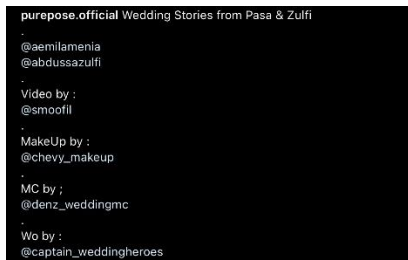 purepose.official Wedding Stories from Pasa & Zulfi
.
@aemilamenia
@abdussazulfi
.
Video by :
@smoofil
.
MakeUp by :
@chevy_makeup
.
MC by ;
@denz_weddingmc
.
Wo by :
@captain_weddingheroes